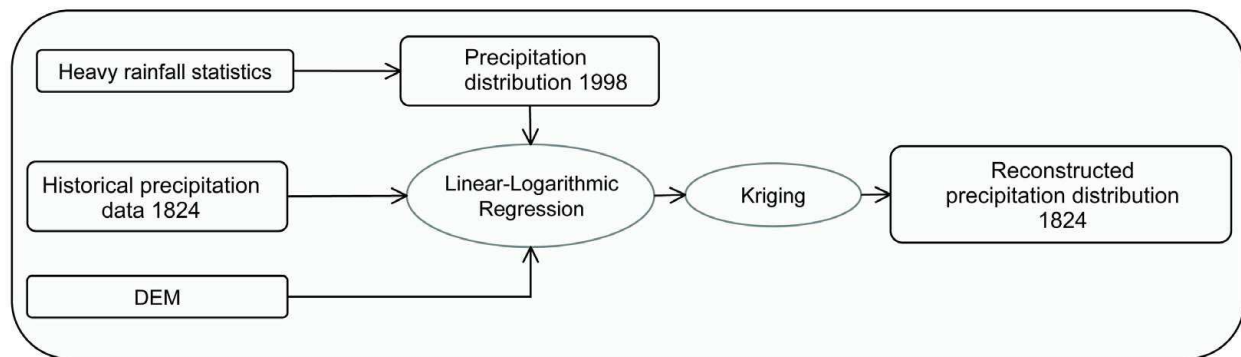 Heavy rainfall statistics
Precipitation
distribution 1998
Historical precipitation
data 1824
Linear-Logarithmic
Regression
Kriging
Reconstructed
precipitation distribution
1824
DEM